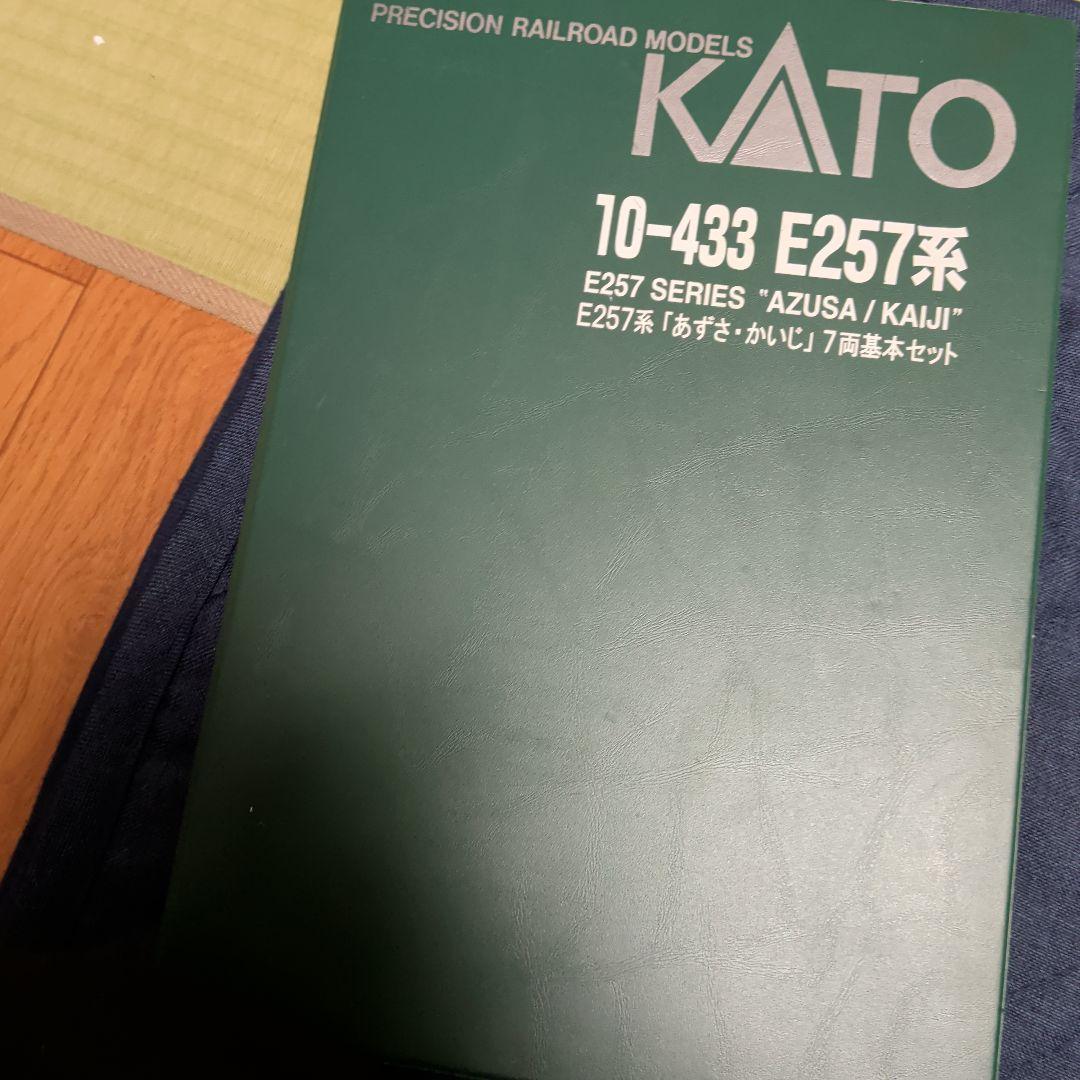 PRECISION RAILROAD MODELS
KATO
10-433 E257系
E257 SERIES "AZUSA / KAIJI"
E257系「あずさ・かいじ」7両基本セット